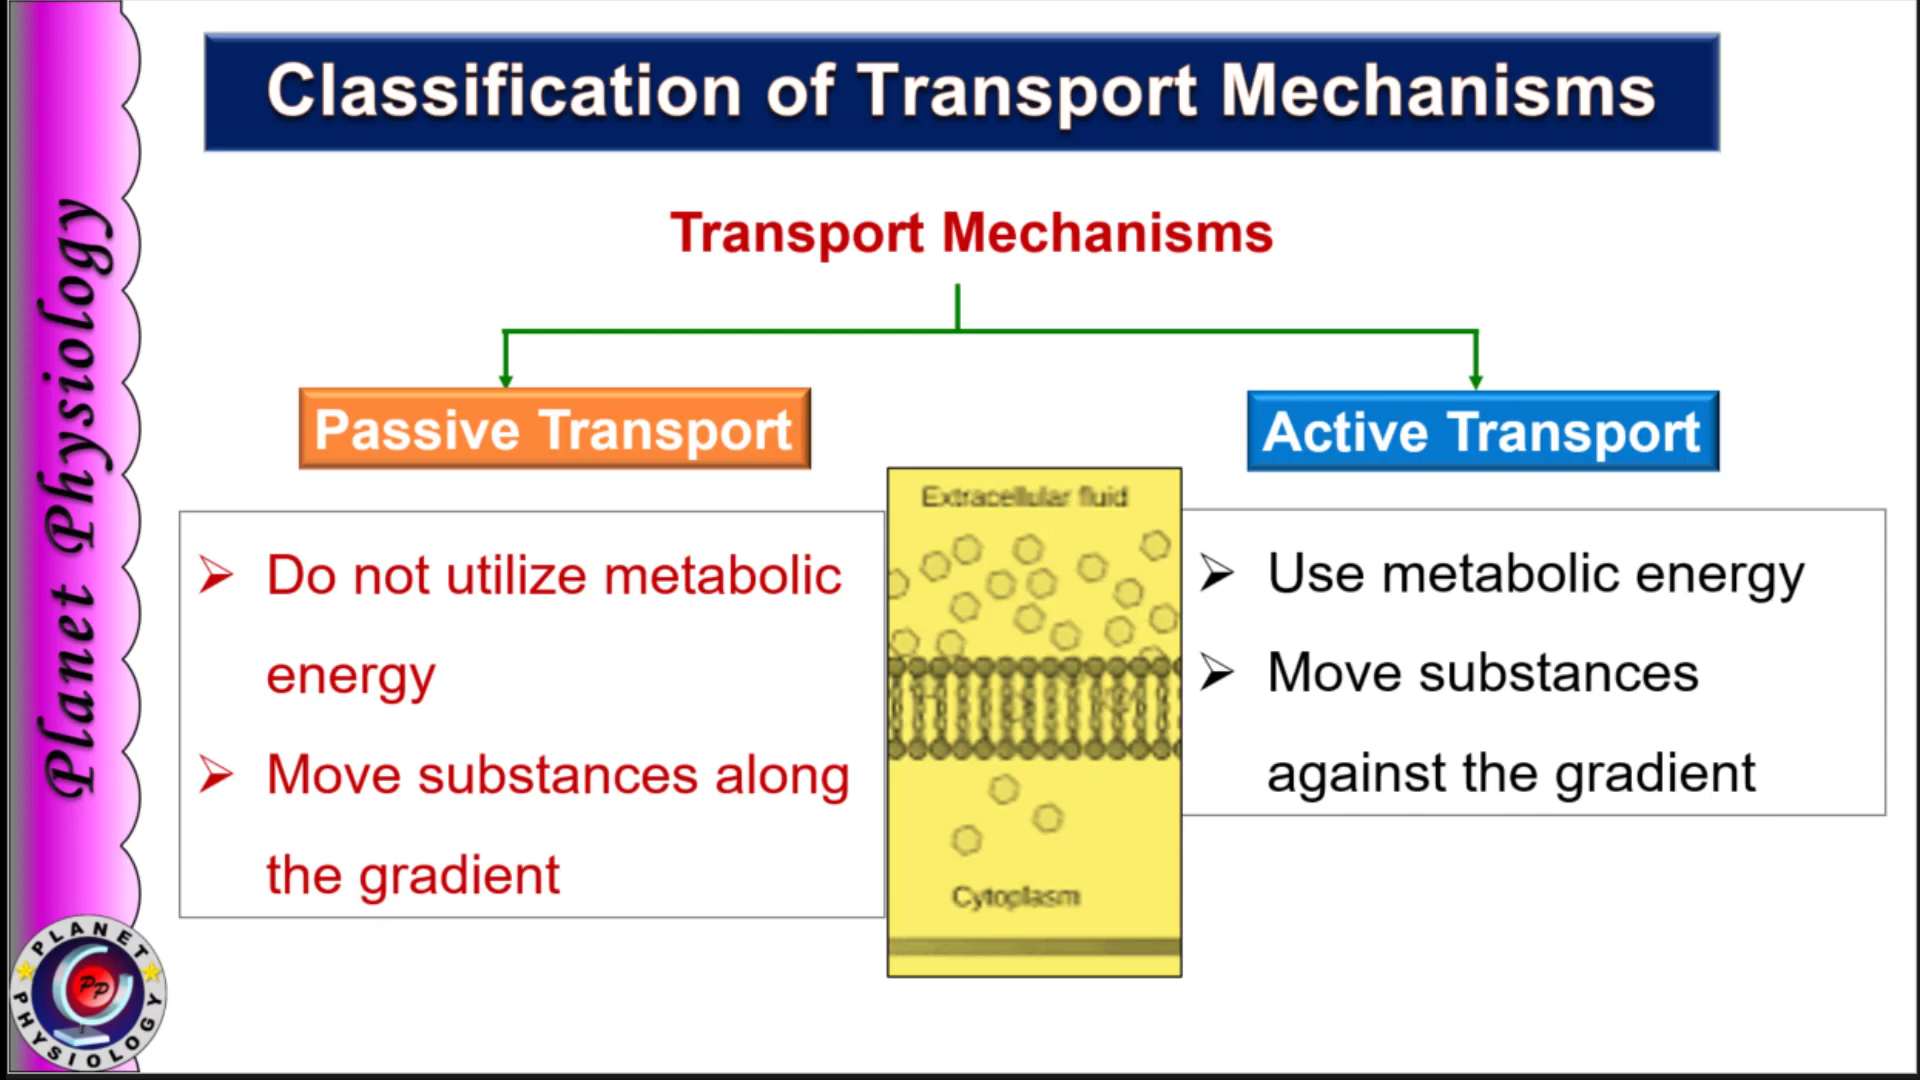 Classification of Transport Mechanisms
Transport Mechanisms
Passive Transport
Active Transport
Do not utilize metabolic
energy
Move substances along
the gradient
Extracellular fluid
Cytoplasm
Use metabolic energy
Move substances
against the gradient
Planet Physiology
PLANET
PP
PHYSIOLOGY